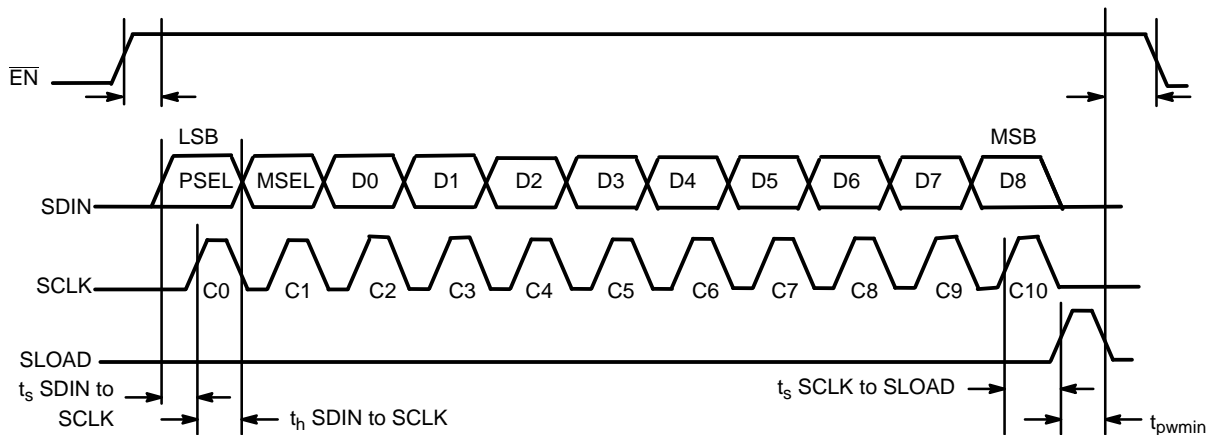 EN
LSB
MSB
PSEL MSEL D0 D1 D2 D3 D4 D5 D6 D7 D8
SDIN
SCLK
C0 C1 C2 C3 C4 C5 C6 C7 C8 C9 C10
SLOAD
ts SDIN to
SCLK
th SDIN to SCLK
ts SCLK to SLOAD
tpwmin